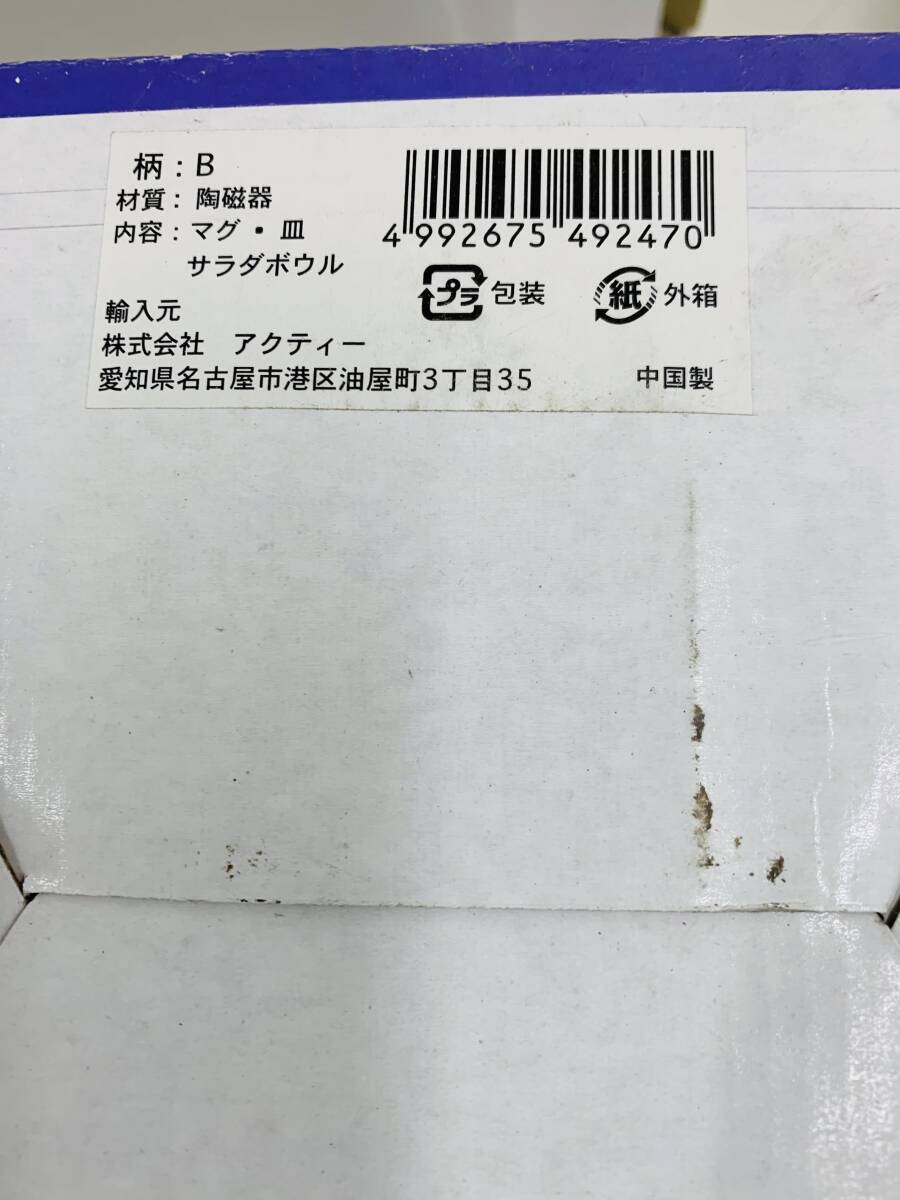 柄：B
材質：陶磁器
内容：マグ・皿
サラダボウル
4 992675 492470
プラ 包装
紙 外箱
輸入元
株式会社　アクティー
愛知県名古屋市港区油屋町3丁目35
中国製